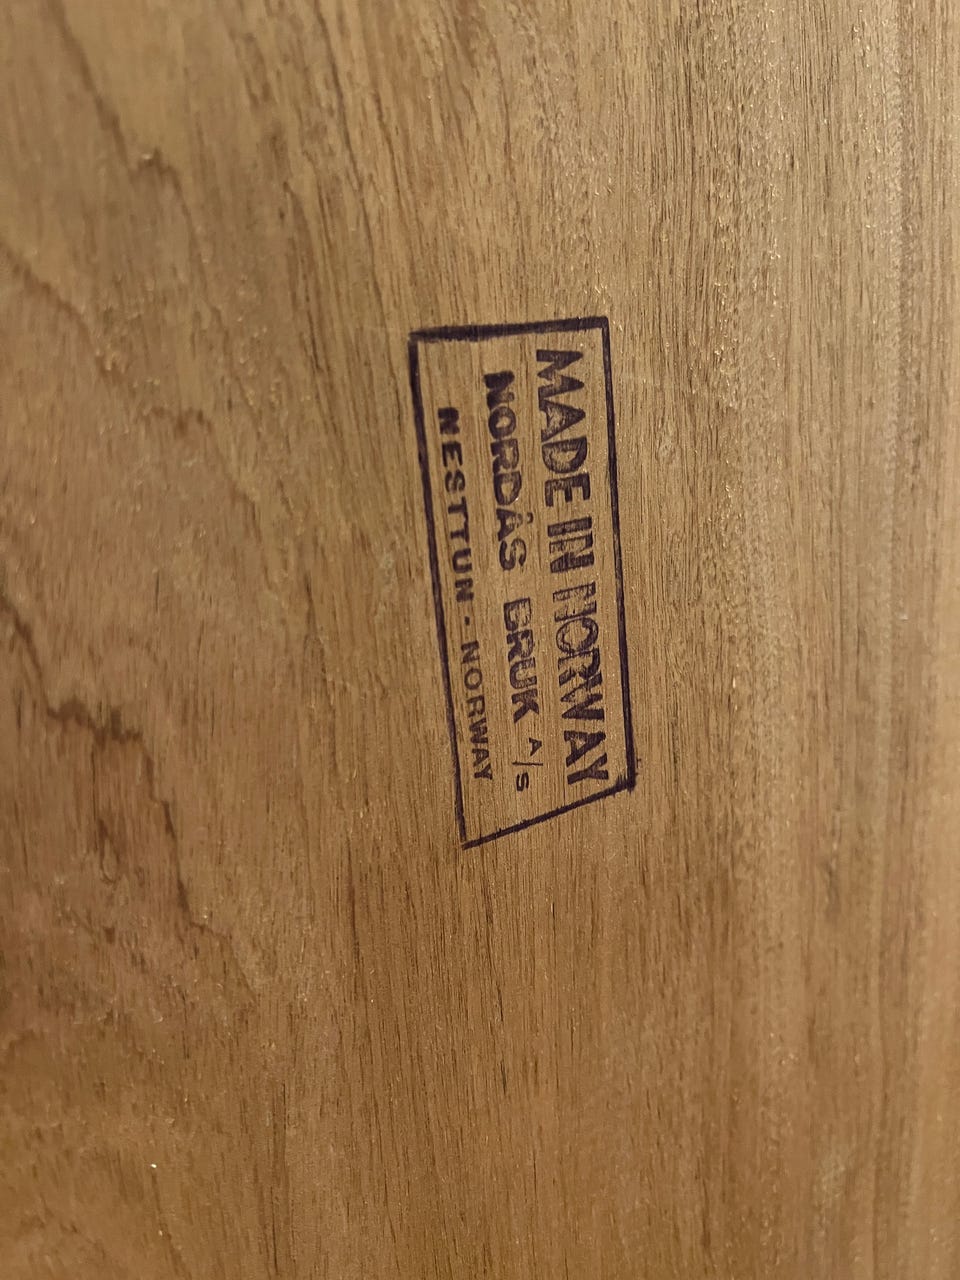 MADE IN NORWAY
NORDÅS BRUK A/S
NESTTUN - NORWAY